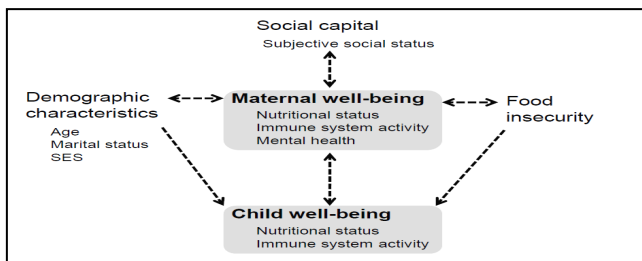 Social capital
Subjective social status
Demographic
characteristics
Age
Marital status
SES
Maternal well-being
Nutritional status
Immune system activity
Mental health
Food
insecurity
Child well-being
Nutritional status
Immune system activity